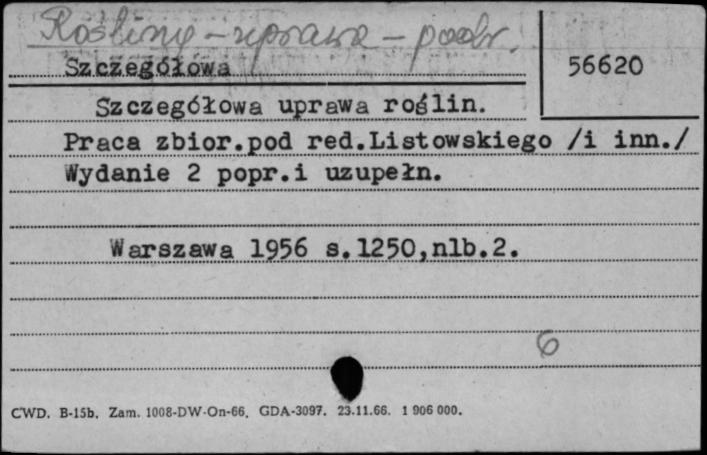 Rośliny – uprawa – podr.
Szczegółowa
56620
Szczegółowa uprawa roślin.
Praca zbior.pod red.Listowskiego /i inn./
Wydanie 2 popr.i uzupełn.
Warszawa 1956 s.1250,nlb.2.
6
CWD. B-15b. Zam. 1008-DW-On-66. GDA-3097. 23.11.66. 1 906 000.